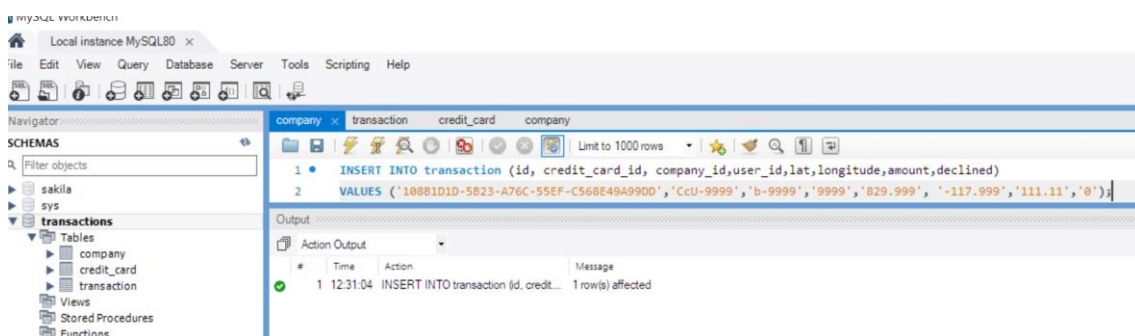 MySQL Workbench
Local instance MySQL80
File Edit View Query Database Server Tools Scripting Help
Navigator
company transaction credit_card company
SCHEMAS
Limit to 1000 rows
Filter objects
1 INSERT INTO transaction (id, credit_card_id, company_id,user_id,lat,longitude,amount,declined)
2 VALUES ('108B1D1D-5B23-A76C-55EF-C568E49A99DD','CcU-9999','b-9999','9999','829.999', '-117.999','111.11','0');
sakila
sys
transactions
Tables
company
credit_card
transaction
Views
Stored Procedures
Functions
Output
Action Output
# Time Action Message
1 12:31:04 INSERT INTO transaction (id, credit... 1 row(s) affected